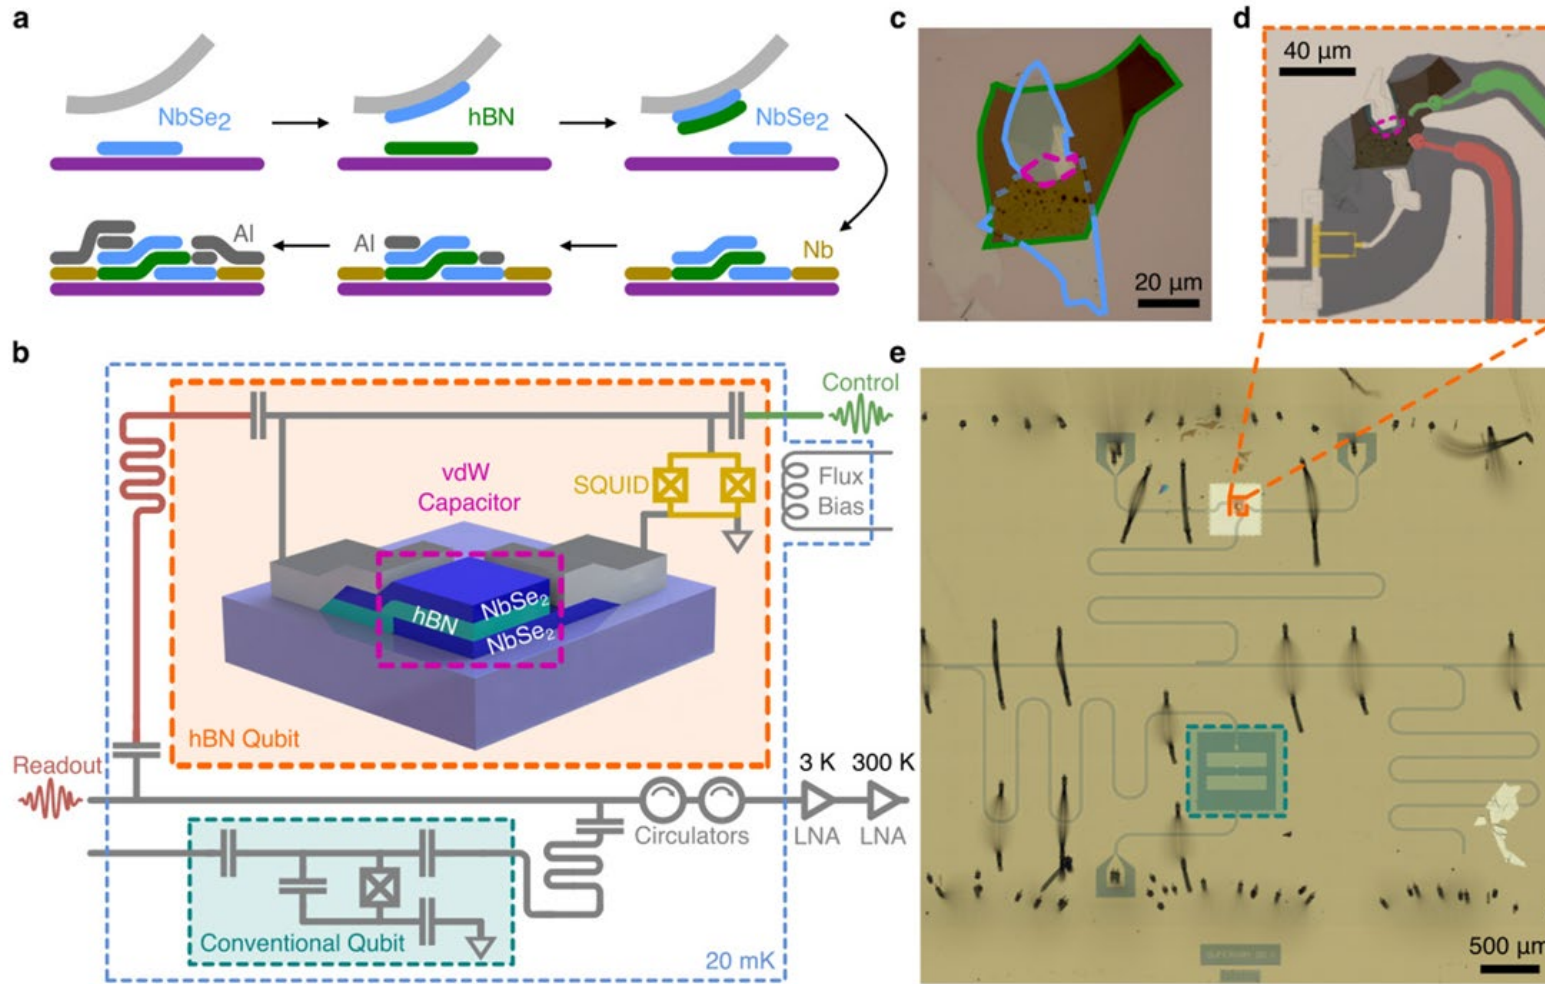 a
NbSe2
hBN
NbSe2
Al
Al
Nb
b
Control
vdW
Capacitor
SQUID
Flux
Bias
hBN
NbSe2
NbSe2
hBN Qubit
Readout
3 K
300 K
Circulators
LNA
LNA
Conventional Qubit
20 mK
c
20 µm
d
40 µm
e
500 µm